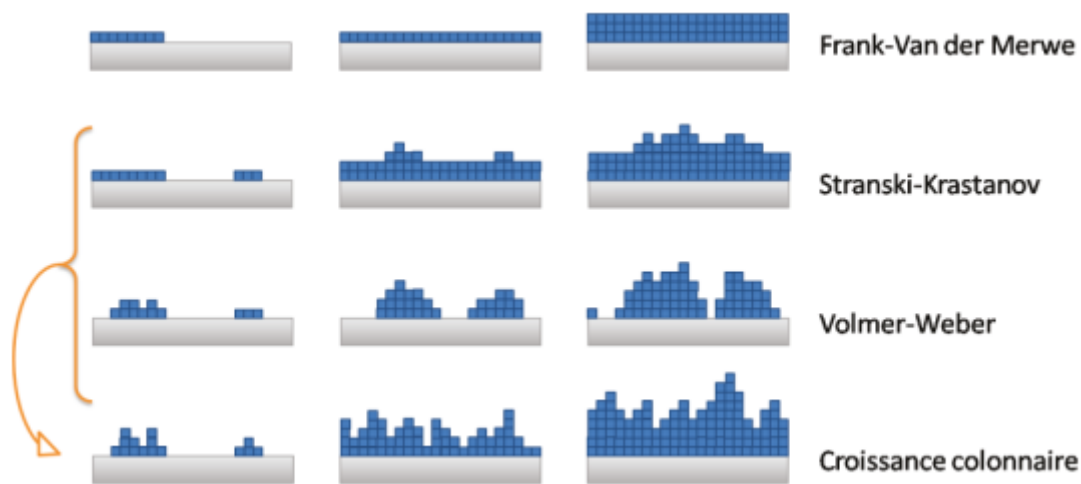 Frank-Van der Merwe
Stranski-Krastanov
Volmer-Weber
Croissance colonnaire